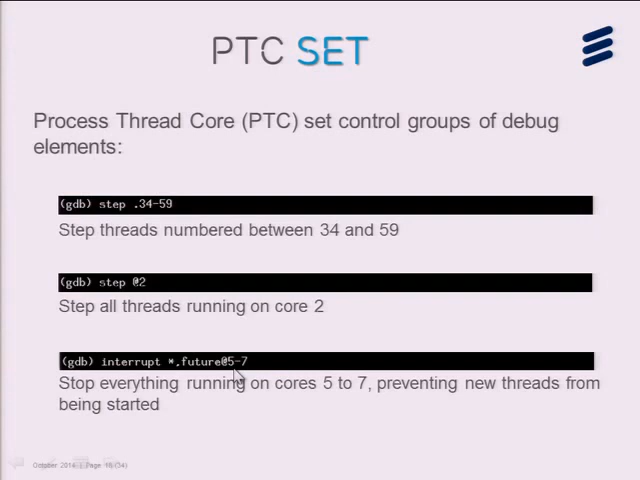 PTC SET
Process Thread Core (PTC) set control groups of debug
elements:
(gdb) step .34-59
Step threads numbered between 34 and 59
(gdb) step @2
Step all threads running on core 2
(gdb) interrupt *,future@5-7
Stop everything running on cores 5 to 7, preventing new threads from
being started
October 2014 | Page 18 (34)